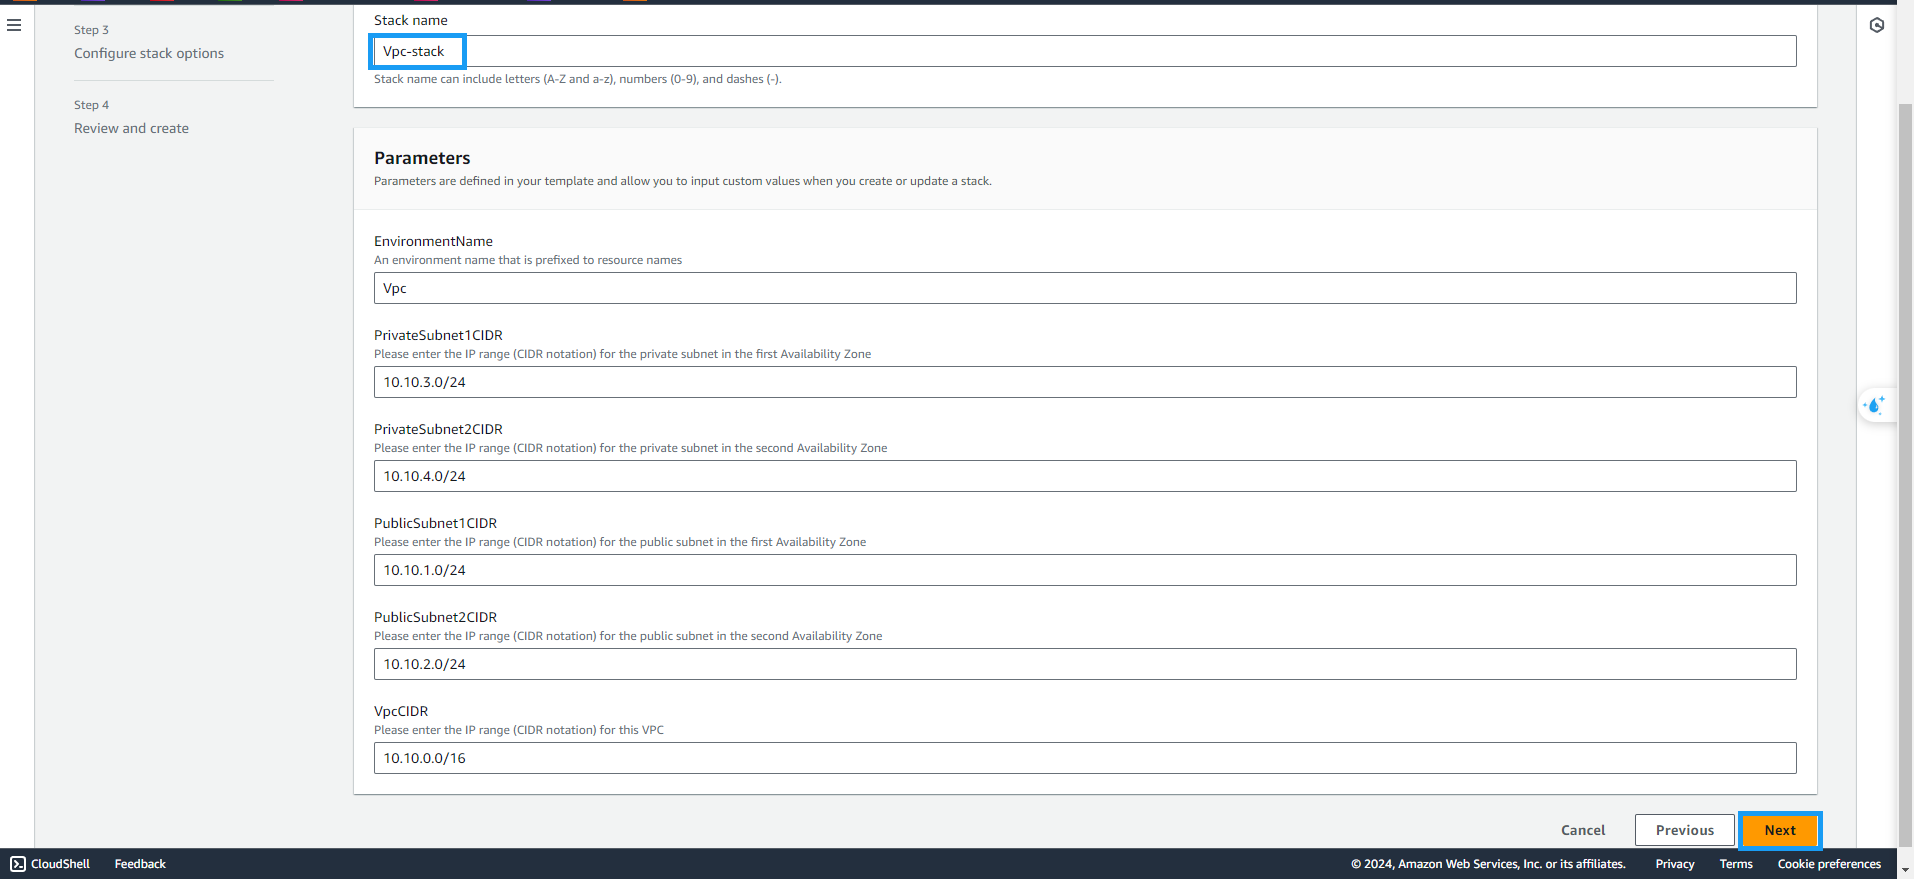 Step 3
Configure stack options
Step 4
Review and create
Stack name
Vpc-stack
Stack name can include letters (A-Z and a-z), numbers (0-9), and dashes (-).
Parameters
Parameters are defined in your template and allow you to input custom values when you create or update a stack.
EnvironmentName
An environment name that is prefixed to resource names
Vpc
PrivateSubnet1CIDR
Please enter the IP range (CIDR notation) for the private subnet in the first Availability Zone
10.10.3.0/24
PrivateSubnet2CIDR
Please enter the IP range (CIDR notation) for the private subnet in the second Availability Zone
10.10.4.0/24
PublicSubnet1CIDR
Please enter the IP range (CIDR notation) for the public subnet in the first Availability Zone
10.10.1.0/24
PublicSubnet2CIDR
Please enter the IP range (CIDR notation) for the public subnet in the second Availability Zone
10.10.2.0/24
VpcCIDR
Please enter the IP range (CIDR notation) for this VPC
10.10.0.0/16
Cancel Previous Next
CloudShell Feedback © 2024, Amazon Web Services, Inc. or its affiliates. Privacy Terms Cookie preferences